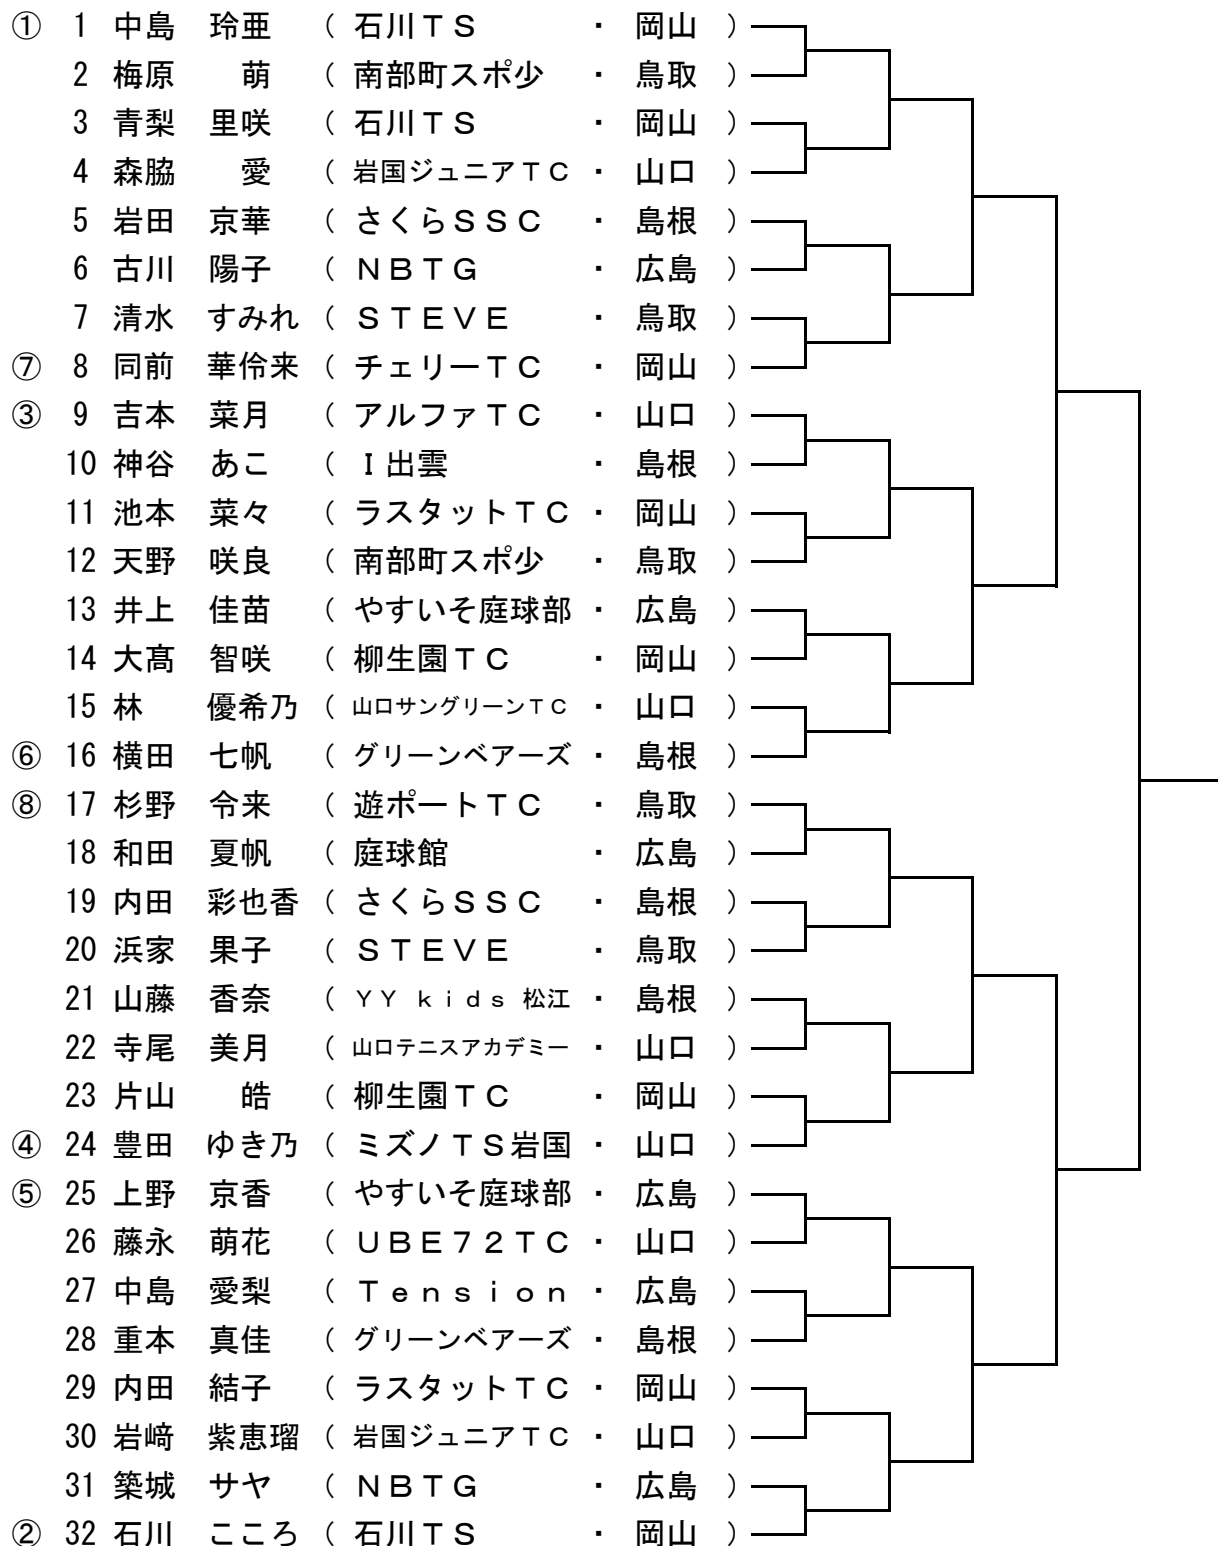 ① 1 中島 玲亜 ( 石川ＴＳ ・ 岡山 )
2 梅原 萌 ( 南部町スポ少 ・ 鳥取 )
3 青梨 里咲 ( 石川ＴＳ ・ 岡山 )
4 森脇 愛 ( 岩国ジュニアＴＣ ・ 山口 )
5 岩田 京華 ( さくらＳＳＣ ・ 島根 )
6 古川 陽子 ( ＮＢＴＧ ・ 広島 )
7 清水 すみれ ( ＳＴＥＶＥ ・ 鳥取 )
⑦ 8 同前 華伶来 ( チェリーＴＣ ・ 岡山 )
③ 9 吉本 菜月 ( アルファＴＣ ・ 山口 )
10 神谷 あこ ( Ｉ出雲 ・ 島根 )
11 池本 菜々 ( ラスタットＴＣ ・ 岡山 )
12 天野 咲良 ( 南部町スポ少 ・ 鳥取 )
13 井上 佳苗 ( やすいそ庭球部 ・ 広島 )
14 大髙 智咲 ( 柳生園ＴＣ ・ 岡山 )
15 林 優希乃 ( 山口サングリーンＴＣ ・ 山口 )
⑥ 16 横田 七帆 ( グリーンベアーズ ・ 島根 )
⑧ 17 杉野 令来 ( 遊ポートＴＣ ・ 鳥取 )
18 和田 夏帆 ( 庭球館 ・ 広島 )
19 内田 彩也香 ( さくらＳＳＣ ・ 島根 )
20 浜家 果子 ( ＳＴＥＶＥ ・ 鳥取 )
21 山藤 香奈 ( ＹＹ ｋｉｄｓ 松江 ・ 島根 )
22 寺尾 美月 ( 山口テニスアカデミー ・ 山口 )
23 片山 皓 ( 柳生園ＴＣ ・ 岡山 )
④ 24 豊田 ゆき乃 ( ミズノＴＳ岩国 ・ 山口 )
⑤ 25 上野 京香 ( やすいそ庭球部 ・ 広島 )
26 藤永 萌花 ( ＵＢＥ７２ＴＣ ・ 山口 )
27 中島 愛梨 ( Ｔｅｎｓｉｏｎ ・ 広島 )
28 重本 真佳 ( グリーンベアーズ ・ 島根 )
29 内田 結子 ( ラスタットＴＣ ・ 岡山 )
30 岩﨑 紫恵瑠 ( 岩国ジュニアＴＣ ・ 山口 )
31 築城 サヤ ( ＮＢＴＧ ・ 広島 )
② 32 石川 こころ ( 石川ＴＳ ・ 岡山 )